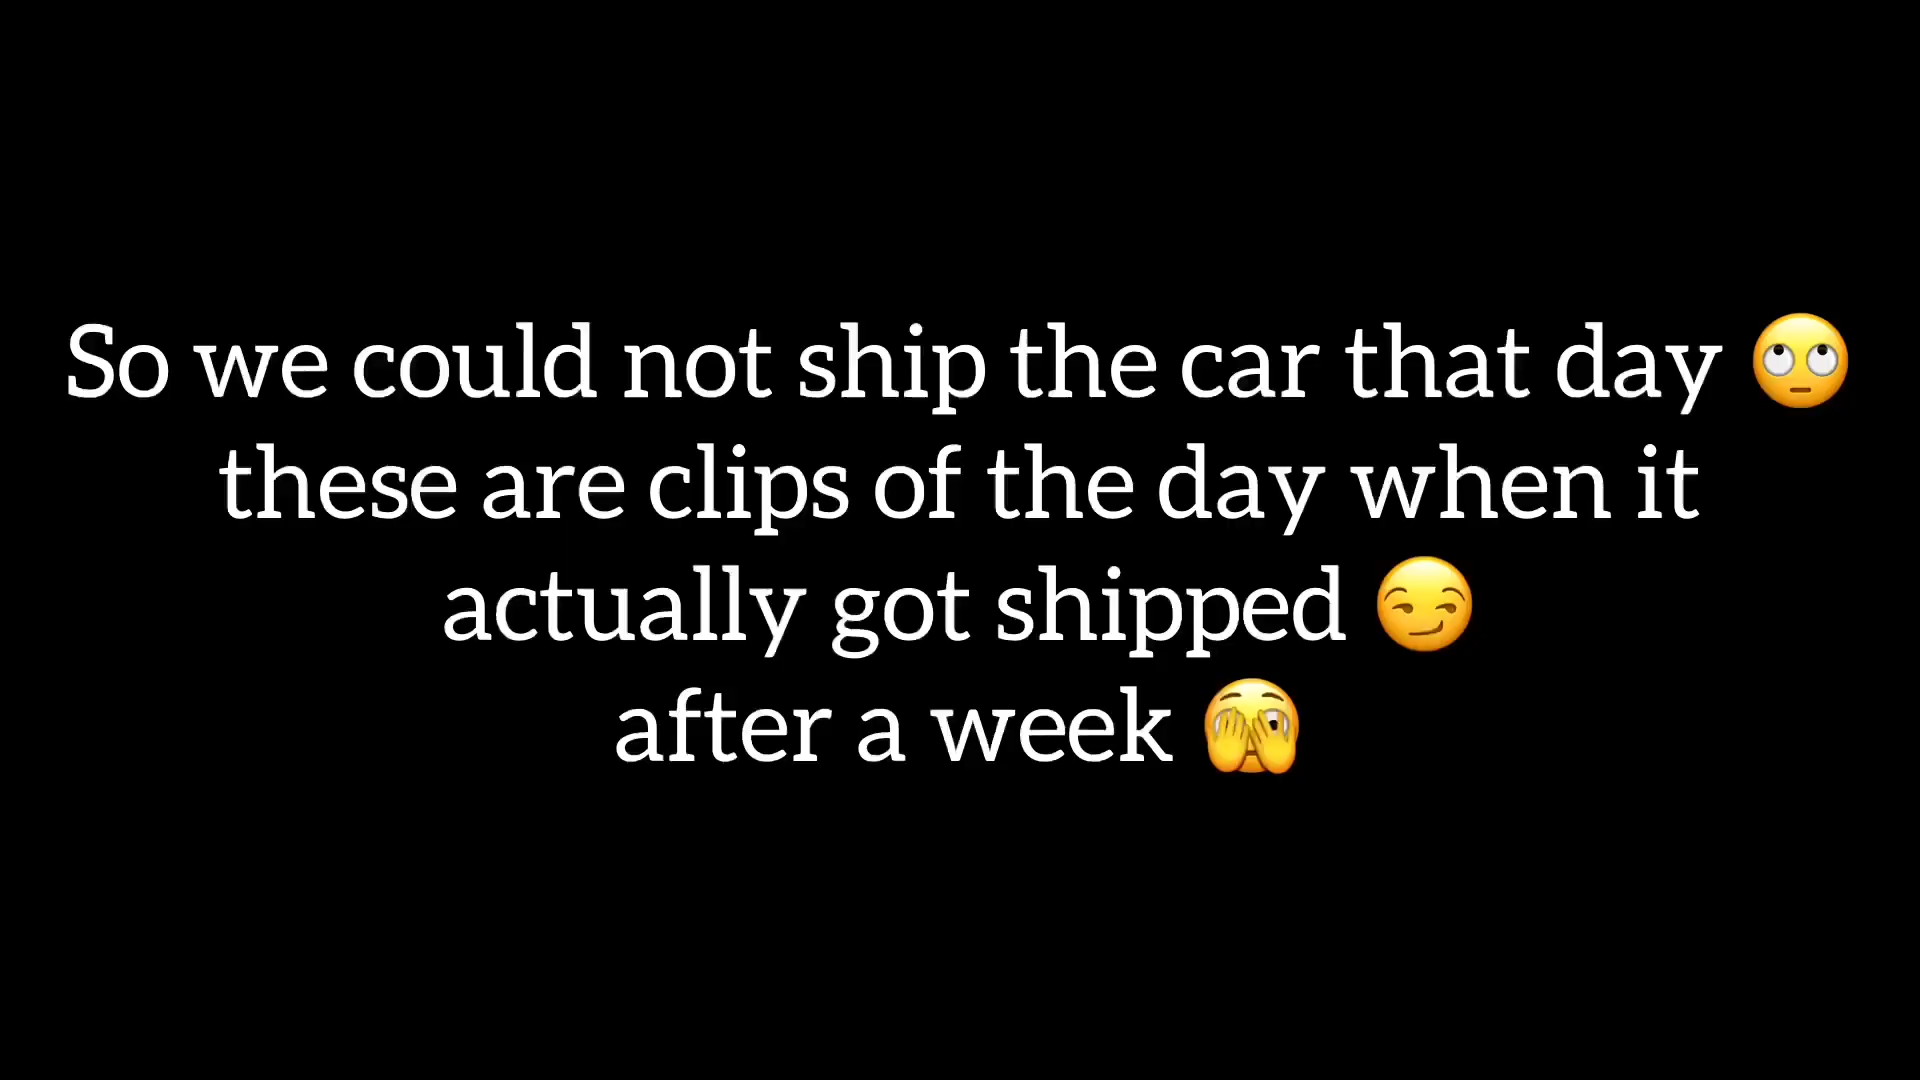 So we could not ship the car that day 🙄
these are clips of the day when it
actually got shipped 😏
after a week 🫣